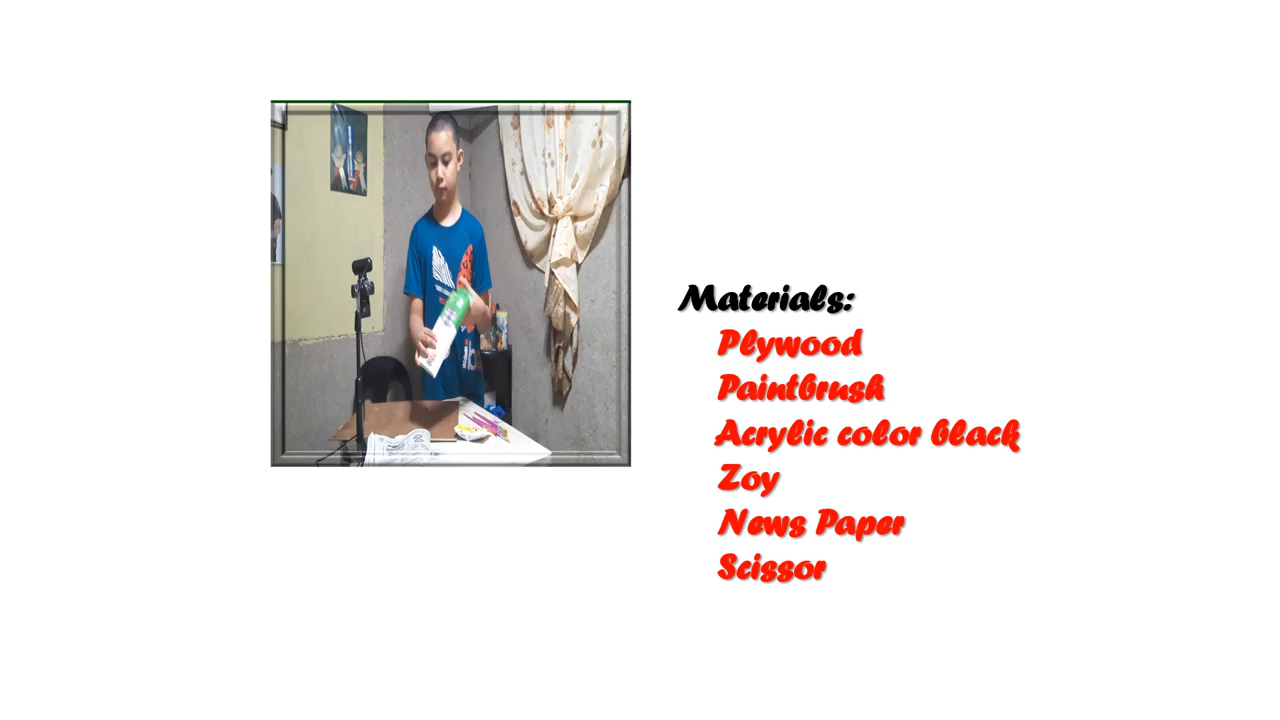 Materials:
Plywood
Paintbrush
Acrylic color black
Zoy
News Paper
Scissor